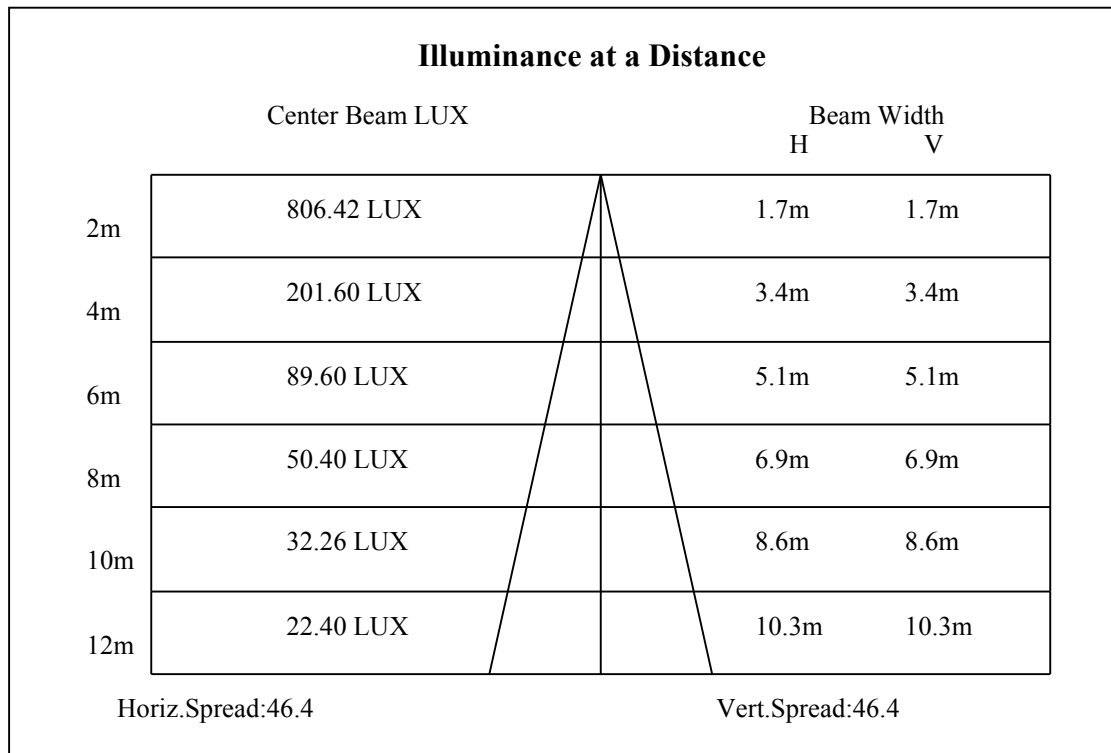 Illuminance at a Distance
Center Beam LUX Beam Width
H V
2m 806.42 LUX 1.7m 1.7m
4m 201.60 LUX 3.4m 3.4m
6m 89.60 LUX 5.1m 5.1m
8m 50.40 LUX 6.9m 6.9m
10m 32.26 LUX 8.6m 8.6m
12m 22.40 LUX 10.3m 10.3m
Horiz.Spread:46.4 Vert.Spread:46.4